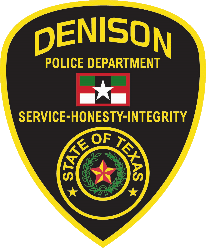 DENISON
POLICE DEPARTMENT
SERVICE-HONESTY-INTEGRITY
STATE OF TEXAS